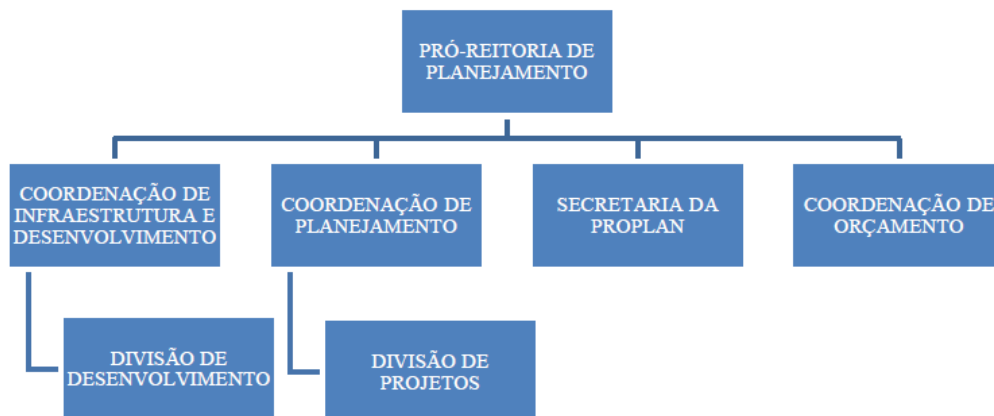 PRÓ-REITORIA DE
PLANEJAMENTO
COORDENAÇÃO DE
INFRAESTRUTURA E
DESENVOLVIMENTO
COORDENAÇÃO DE
PLANEJAMENTO
SECRETARIA DA
PROPLAN
COORDENAÇÃO DE
ORÇAMENTO
DIVISÃO DE
DESENVOLVIMENTO
DIVISÃO DE
PROJETOS